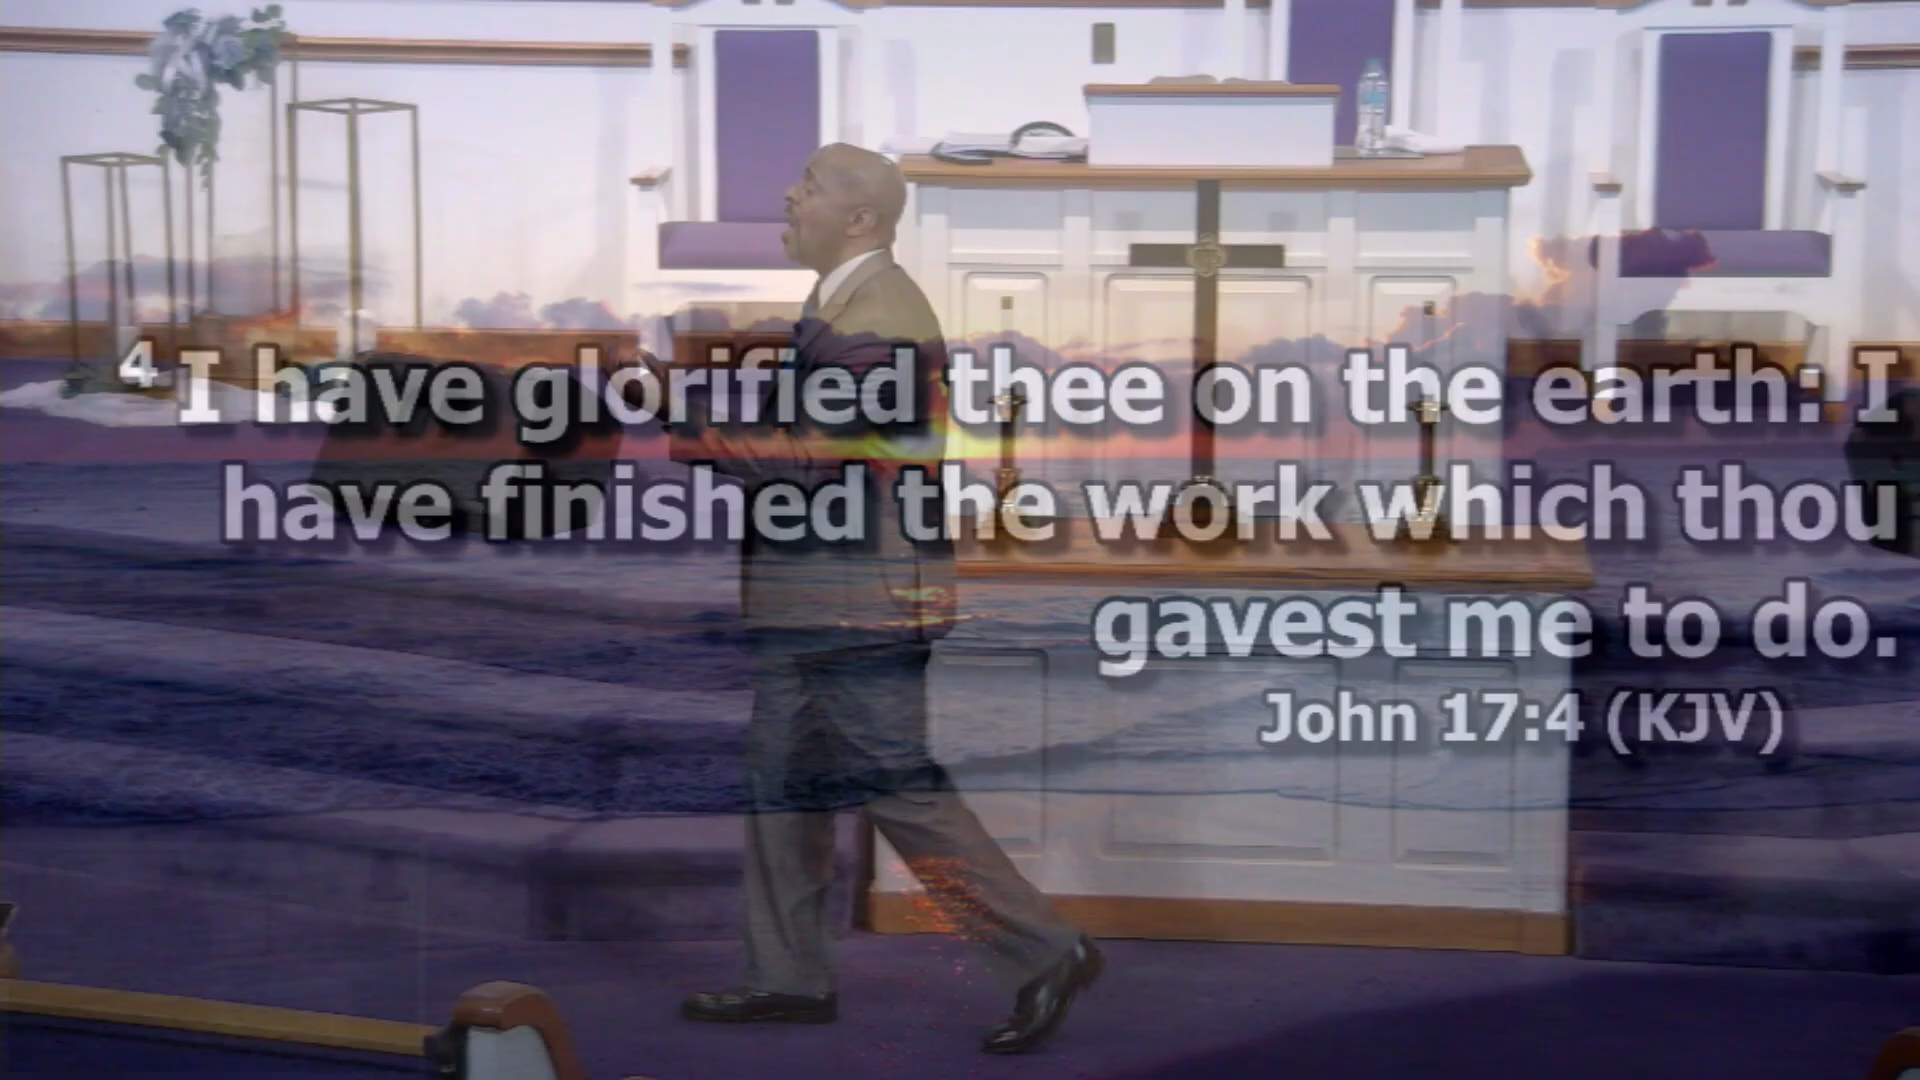 4 I have glorified thee on the earth: I
have finished the work which thou
gavest me to do.
John 17:4 (KJV)